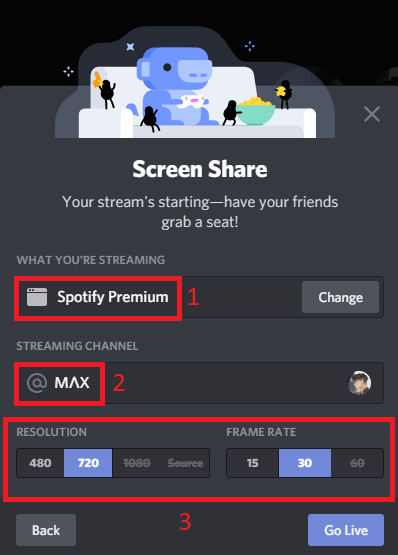 Screen Share
Your stream's starting—have your friends
grab a seat!
WHAT YOU'RE STREAMING
Spotify Premium 1 Change
STREAMING CHANNEL
@ MΛX 2
RESOLUTION FRAME RATE
480 720 1080 Source 15 30 60
3
Back Go Live